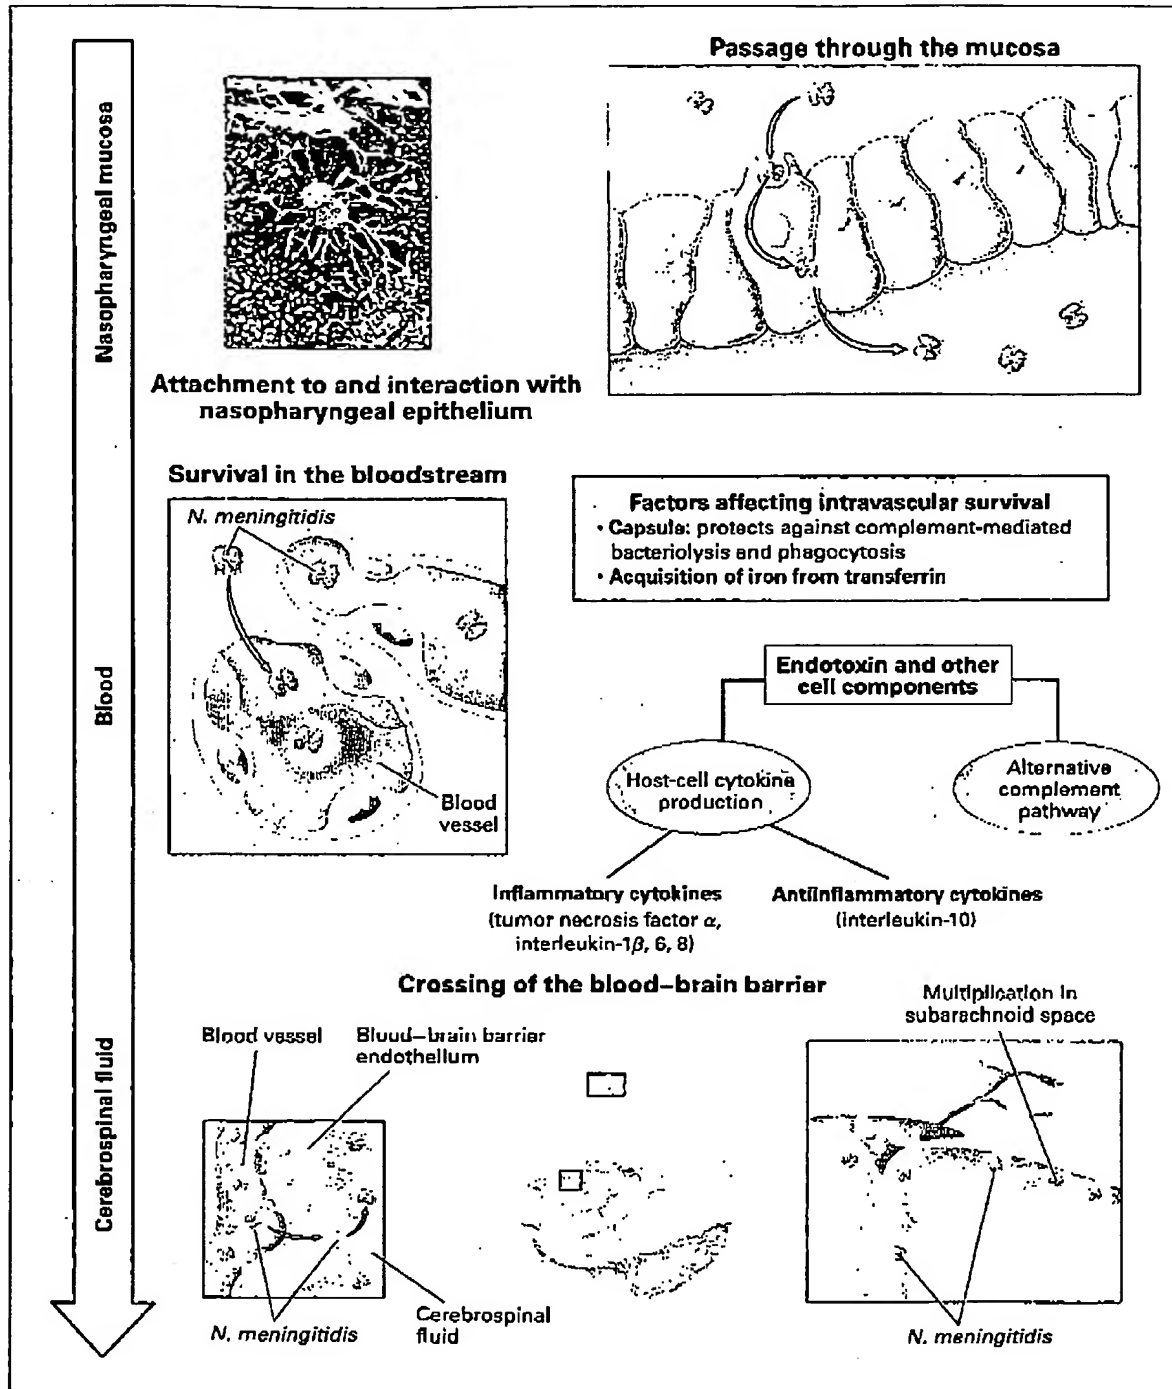 Nasopharyngeal mucosa
Passage through the mucosa
Attachment to and interaction with
nasopharyngeal epithelium
Blood
Survival in the bloodstream
N. meningitidis
Blood
vessel
Factors affecting intravascular survival
• Capsule: protects against complement-mediated
bacteriolysis and phagocytosis
• Acquisition of iron from transferrin
Endotoxin and other
cell components
Host-cell cytokine
production
Alternative
complement
pathway
Inflammatory cytokines
(tumor necrosis factor α,
interleukin-1β, 6, 8)
Antiinflammatory cytokines
(interleukin-10)
Cerebrospinal fluid
Crossing of the blood–brain barrier
Blood vessel
Blood–brain barrier
endothelium
Multiplication in
subarachnoid space
N. meningitidis
Cerebrospinal
fluid
N. meningitidis